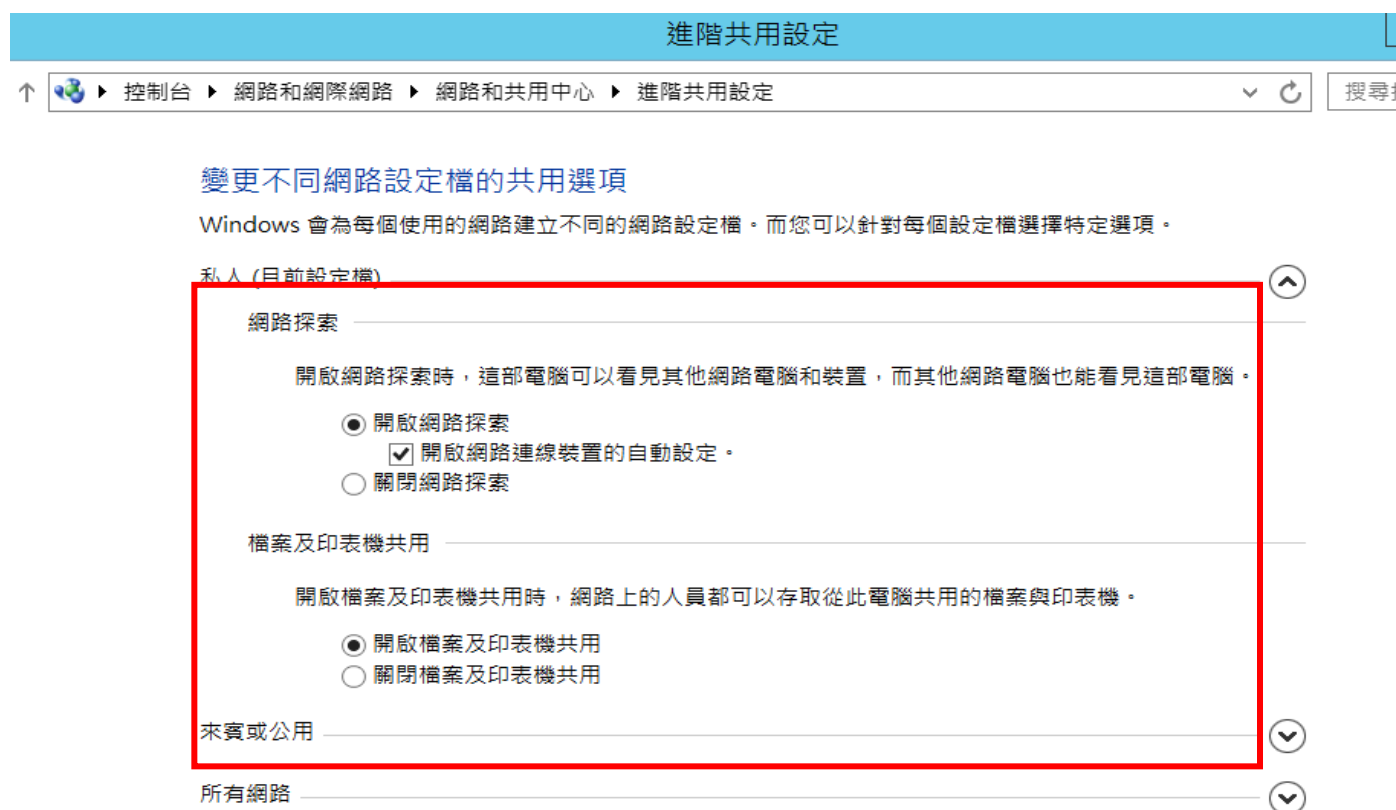 進階共用設定
控制台 網路和網際網路 網路和共用中心 進階共用設定
搜尋
變更不同網路設定檔的共用選項
Windows 會為每個使用的網路建立不同的網路設定檔。而您可以針對每個設定檔選擇特定選項。
私人 (目前設定檔)
網路探索
開啟網路探索時，這部電腦可以看見其他網路電腦和裝置，而其他網路電腦也能看見這部電腦。
開啟網路探索
開啟網路連線裝置的自動設定。
關閉網路探索
檔案及印表機共用
開啟檔案及印表機共用時，網路上的人員都可以存取從此電腦共用的檔案與印表機。
開啟檔案及印表機共用
關閉檔案及印表機共用
來賓或公用
所有網路